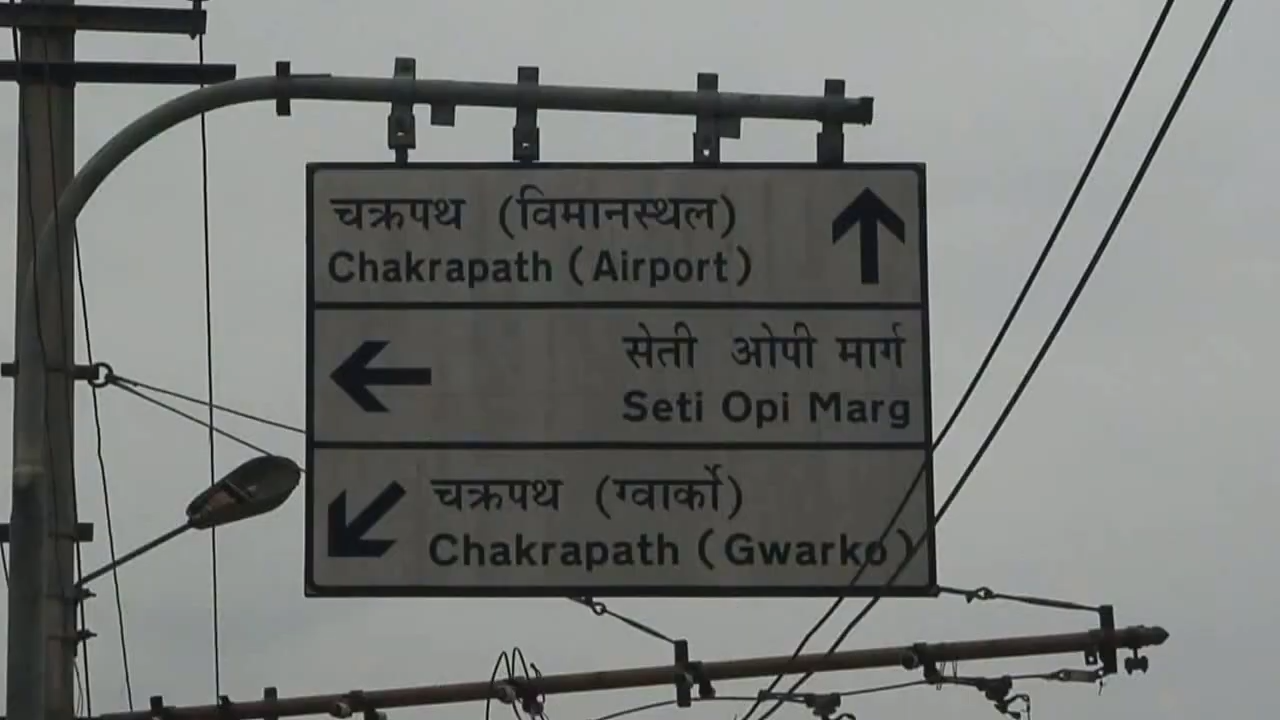 चक्रपथ (विमानस्थल)
Chakrapath (Airport)
सेती ओपी मार्ग
Seti Opi Marg
चक्रपथ (ग्वार्को)
Chakrapath (Gwarko)